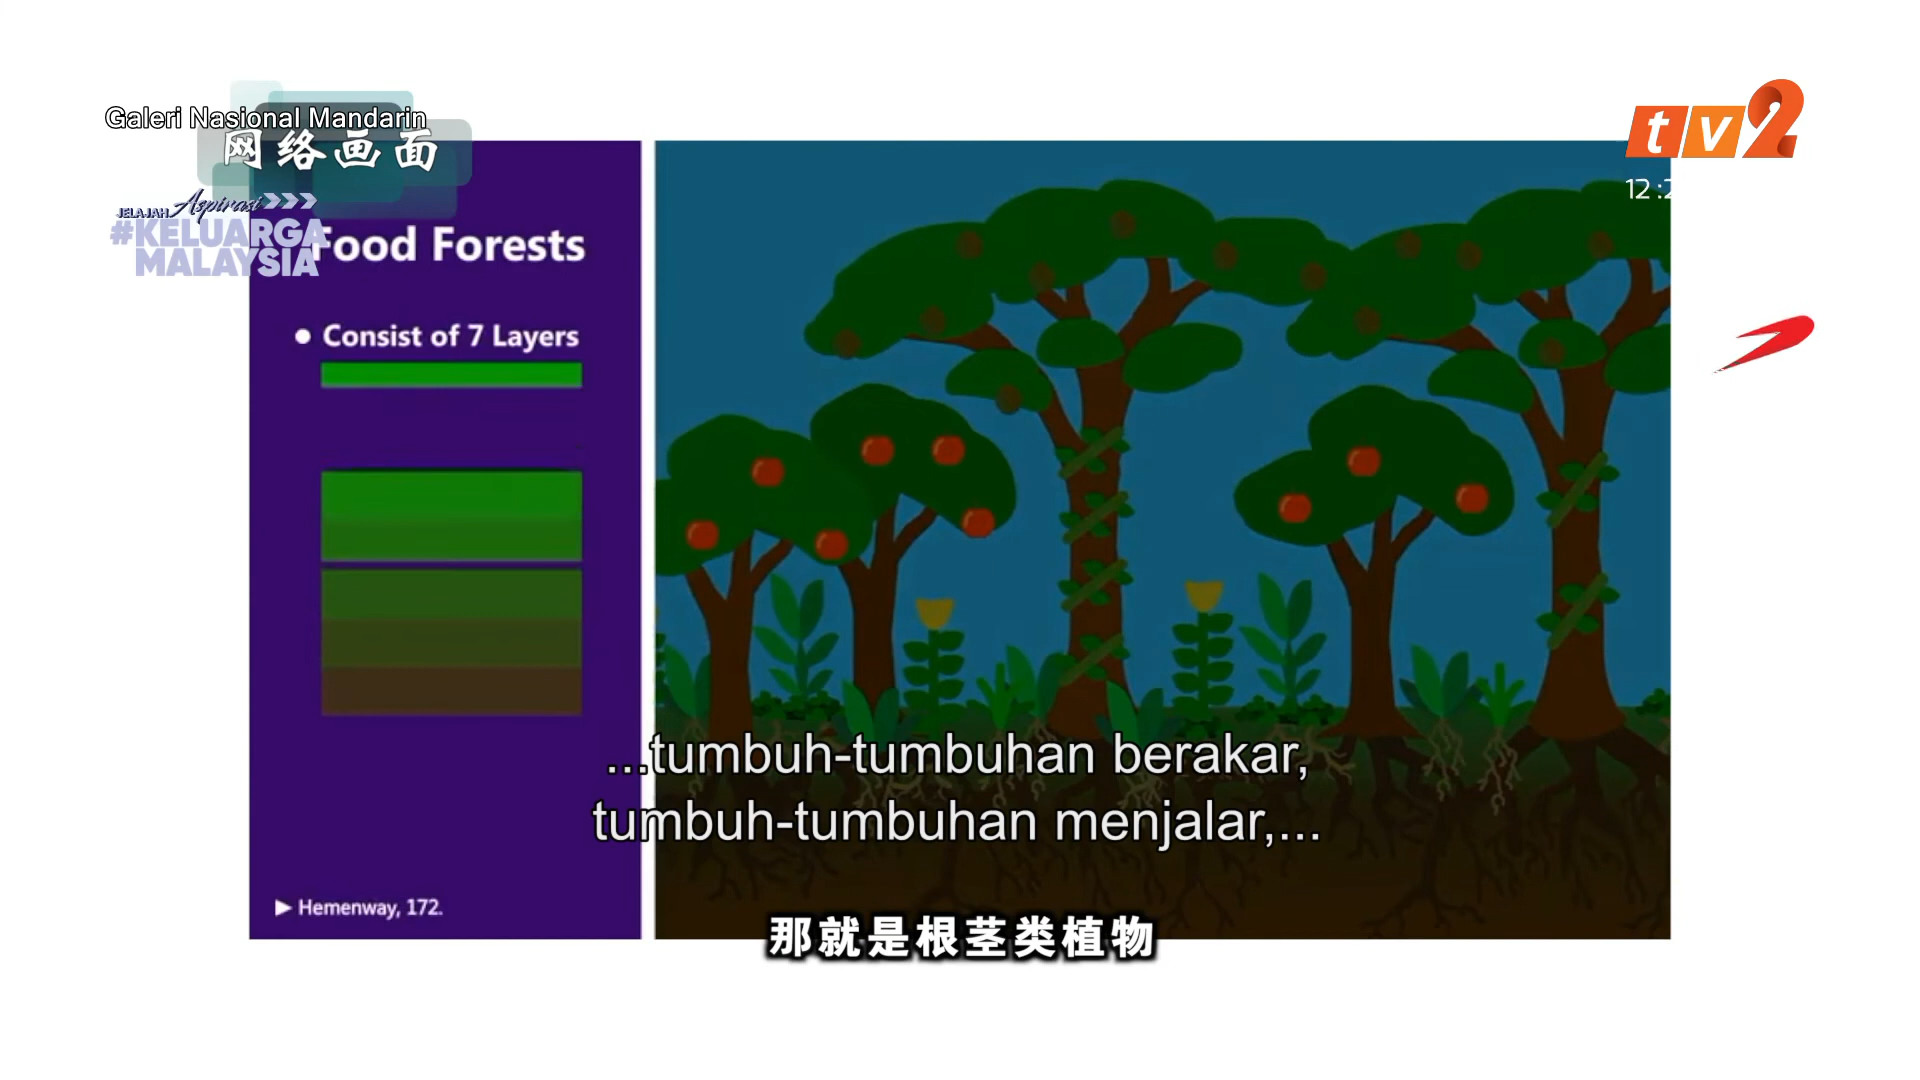 Galeri Nasional Mandarin
网络画面
tv2
12:2
JELAJAH Aspirasi
#KELUARGA
MALAYSIA
Food Forests
Consist of 7 Layers
...tumbuh-tumbuhan berakar,
tumbuh-tumbuhan menjalar,...
Hemenway, 172.
那就是根茎类植物